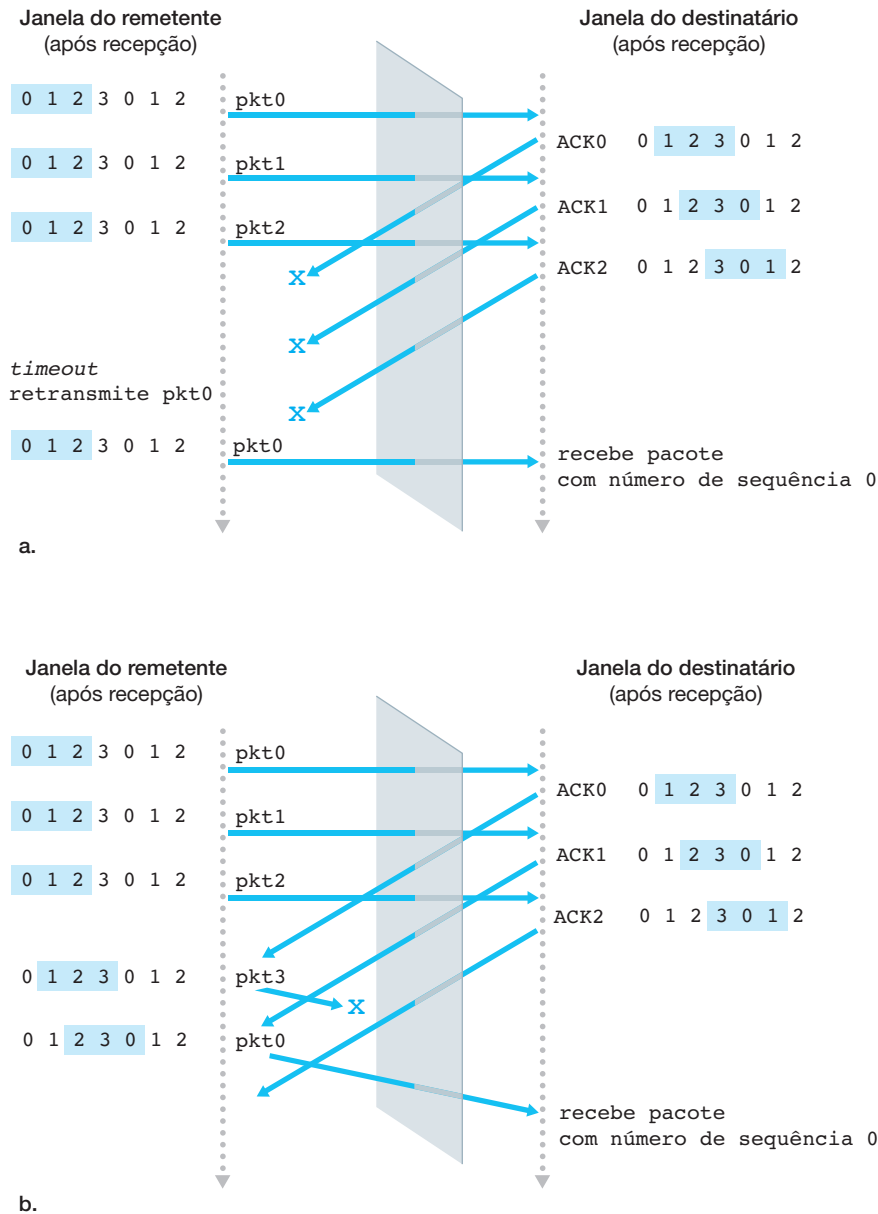 Janela do remetente
(após recepção)
Janela do destinatário
(após recepção)
0 1 2 3 0 1 2
pkt0
ACK0 0 1 2 3 0 1 2
0 1 2 3 0 1 2
pkt1
ACK1 0 1 2 3 0 1 2
0 1 2 3 0 1 2
pkt2
ACK2 0 1 2 3 0 1 2
x
x
timeout
retransmite pkt0
x
0 1 2 3 0 1 2
pkt0
recebe pacote
com número de sequência 0
a.
Janela do remetente
(após recepção)
Janela do destinatário
(após recepção)
0 1 2 3 0 1 2
pkt0
ACK0 0 1 2 3 0 1 2
0 1 2 3 0 1 2
pkt1
ACK1 0 1 2 3 0 1 2
0 1 2 3 0 1 2
pkt2
ACK2 0 1 2 3 0 1 2
0 1 2 3 0 1 2
pkt3
x
0 1 2 3 0 1 2
pkt0
recebe pacote
com número de sequência 0
b.